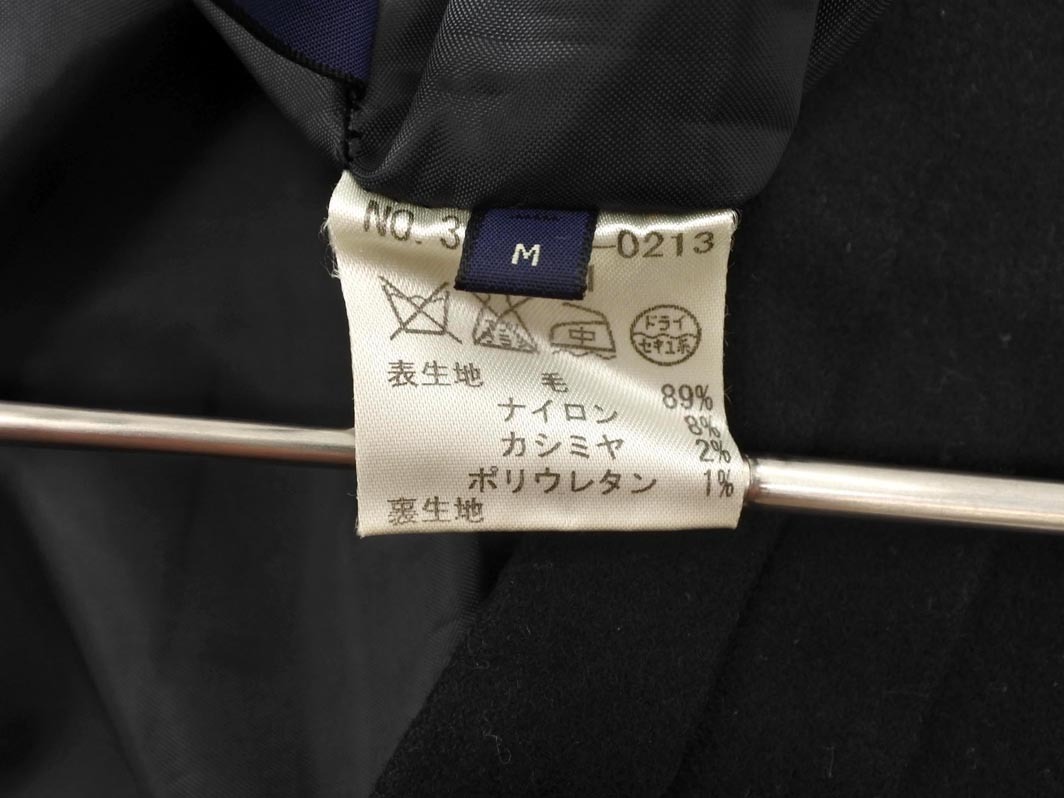 NO. 3
M
-0213
中
ドライ
セキユ系
表生地 毛 89%
ナイロン 8%
カシミヤ 2%
ポリウレタン 1%
裏生地